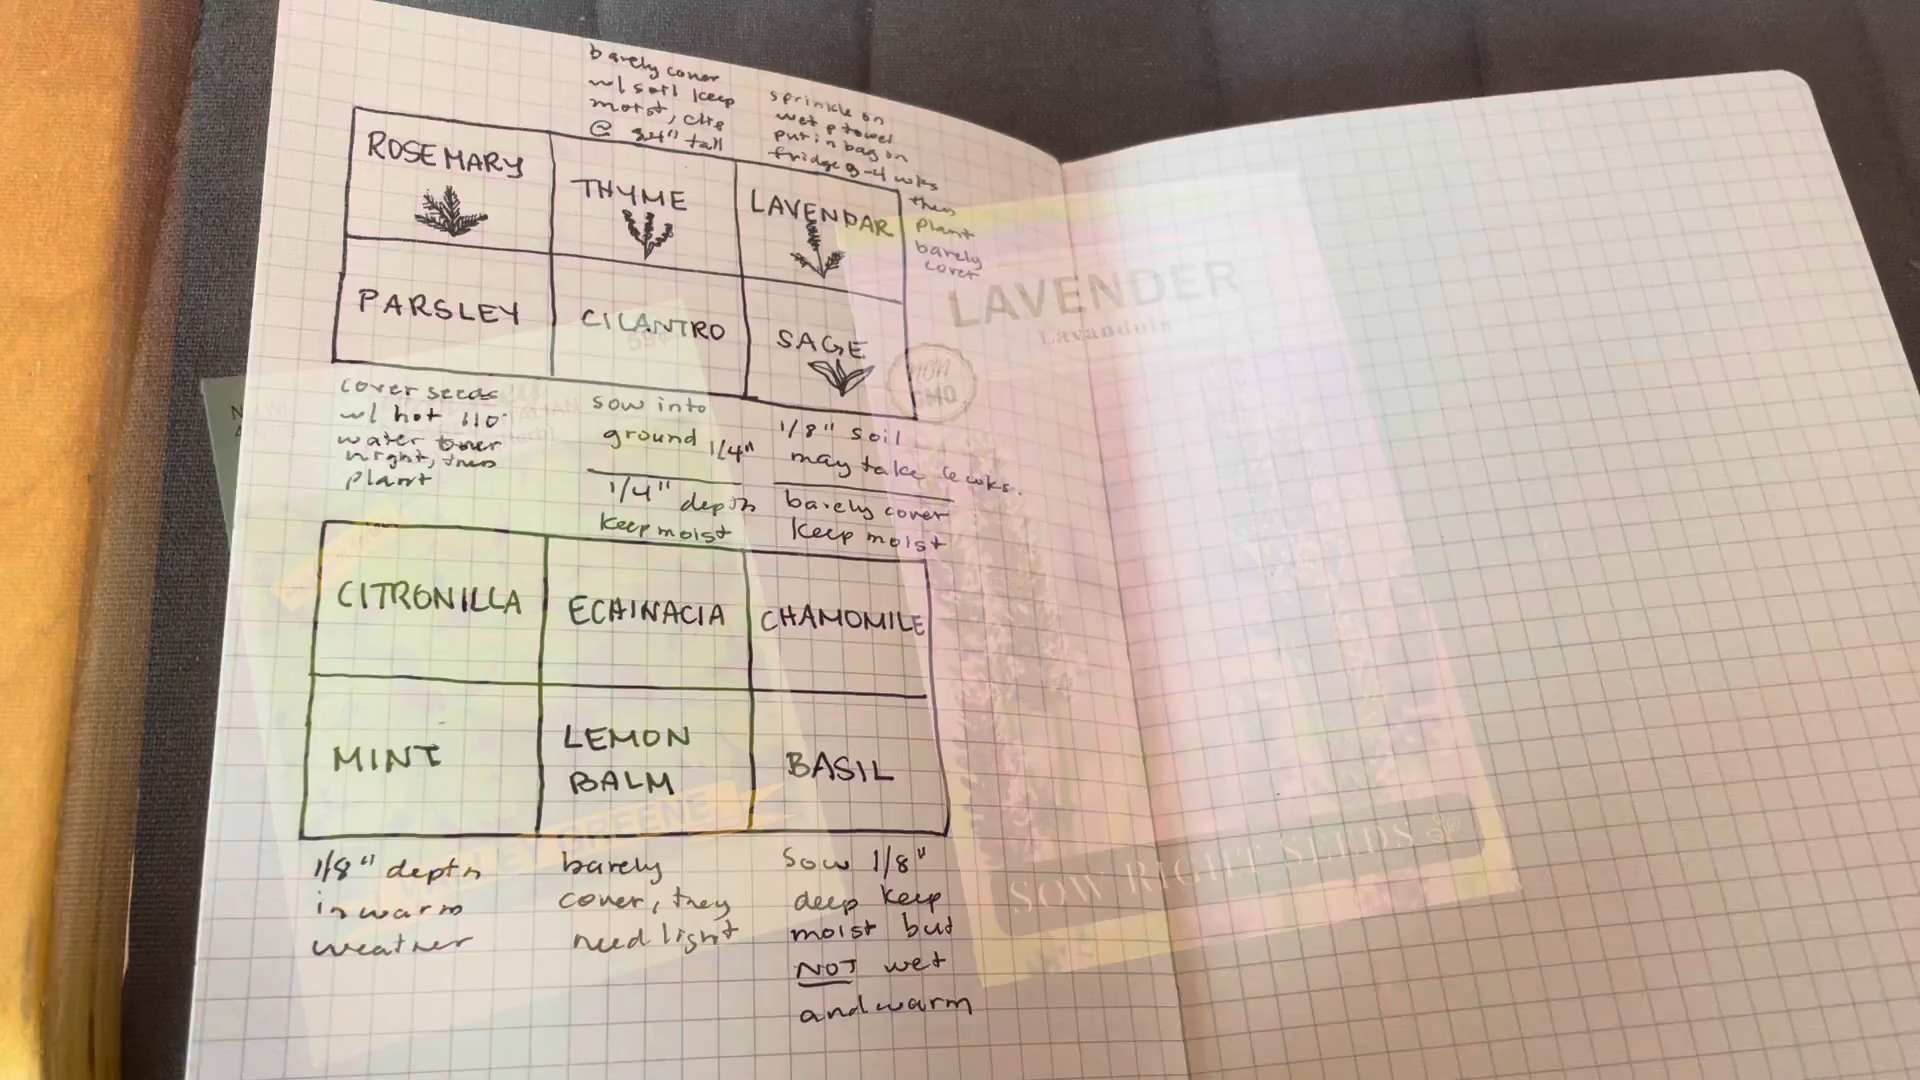 barely cover
w/ soil keep
moist, clip
@ 3-4" tall
sprinkle on
wet p towel
put in bag on
fridge 3-4 wks
then
plant
barely
cover
ROSEMARY
THYME
LAVENDAR
PARSLEY
CILANTRO
SAGE
cover seeds
w/ hot 110°
water over
night, then
plant
sow into
ground 1/4"
1/8" soil
may take 6 wks.
1/4" depth
keep moist
barely cover
keep moist
CITRONILLA
ECHINACIA
CHAMOMILE
MINT
LEMON
BALM
BASIL
1/8" depth
in warm
weather
barely
cover, they
need light
Sow 1/8"
deep keep
moist but
NOT wet
and warm
LAVENDER
Lavandula
non
GMO
SOW RIGHT SEEDS
GREENE